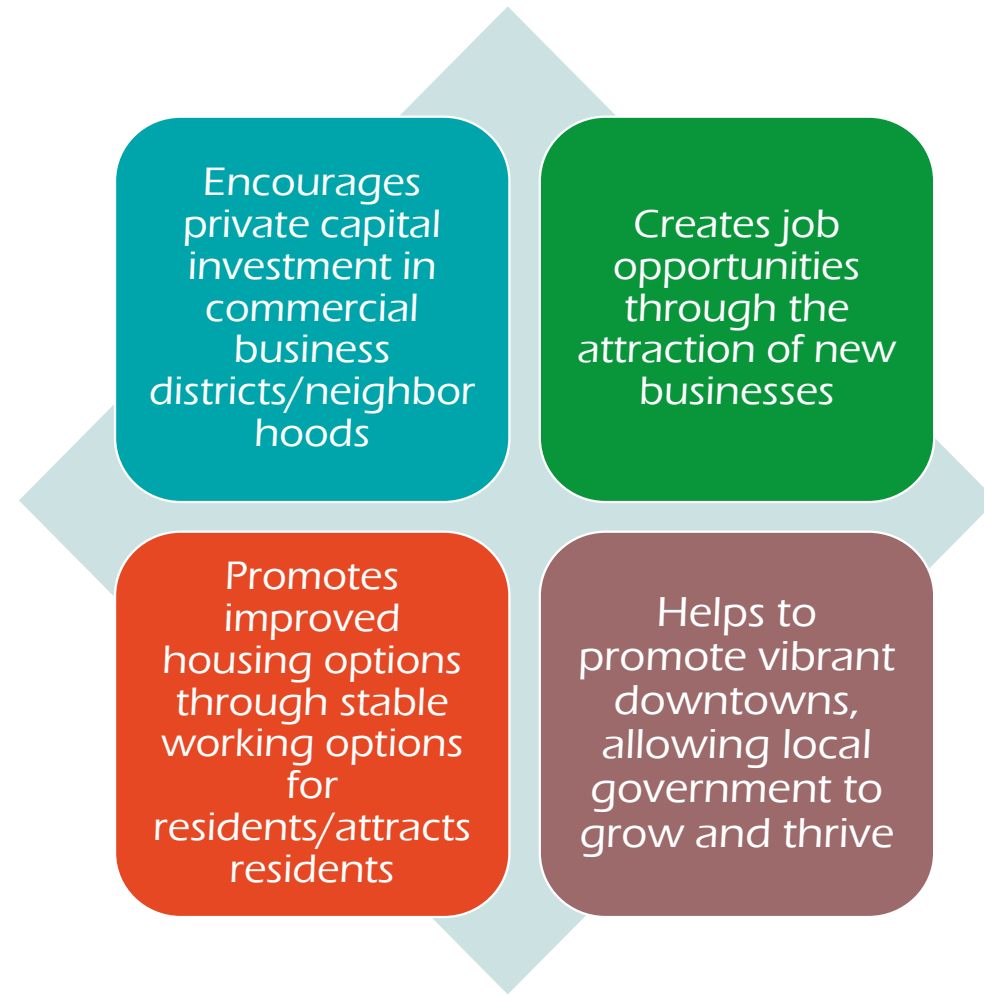 Encourages
private capital
investment in
commercial
business
districts/neighbor
hoods
Creates job
opportunities
through the
attraction of new
businesses
Promotes
improved
housing options
through stable
working options
for
residents/attracts
residents
Helps to
promote vibrant
downtowns,
allowing local
government to
grow and thrive